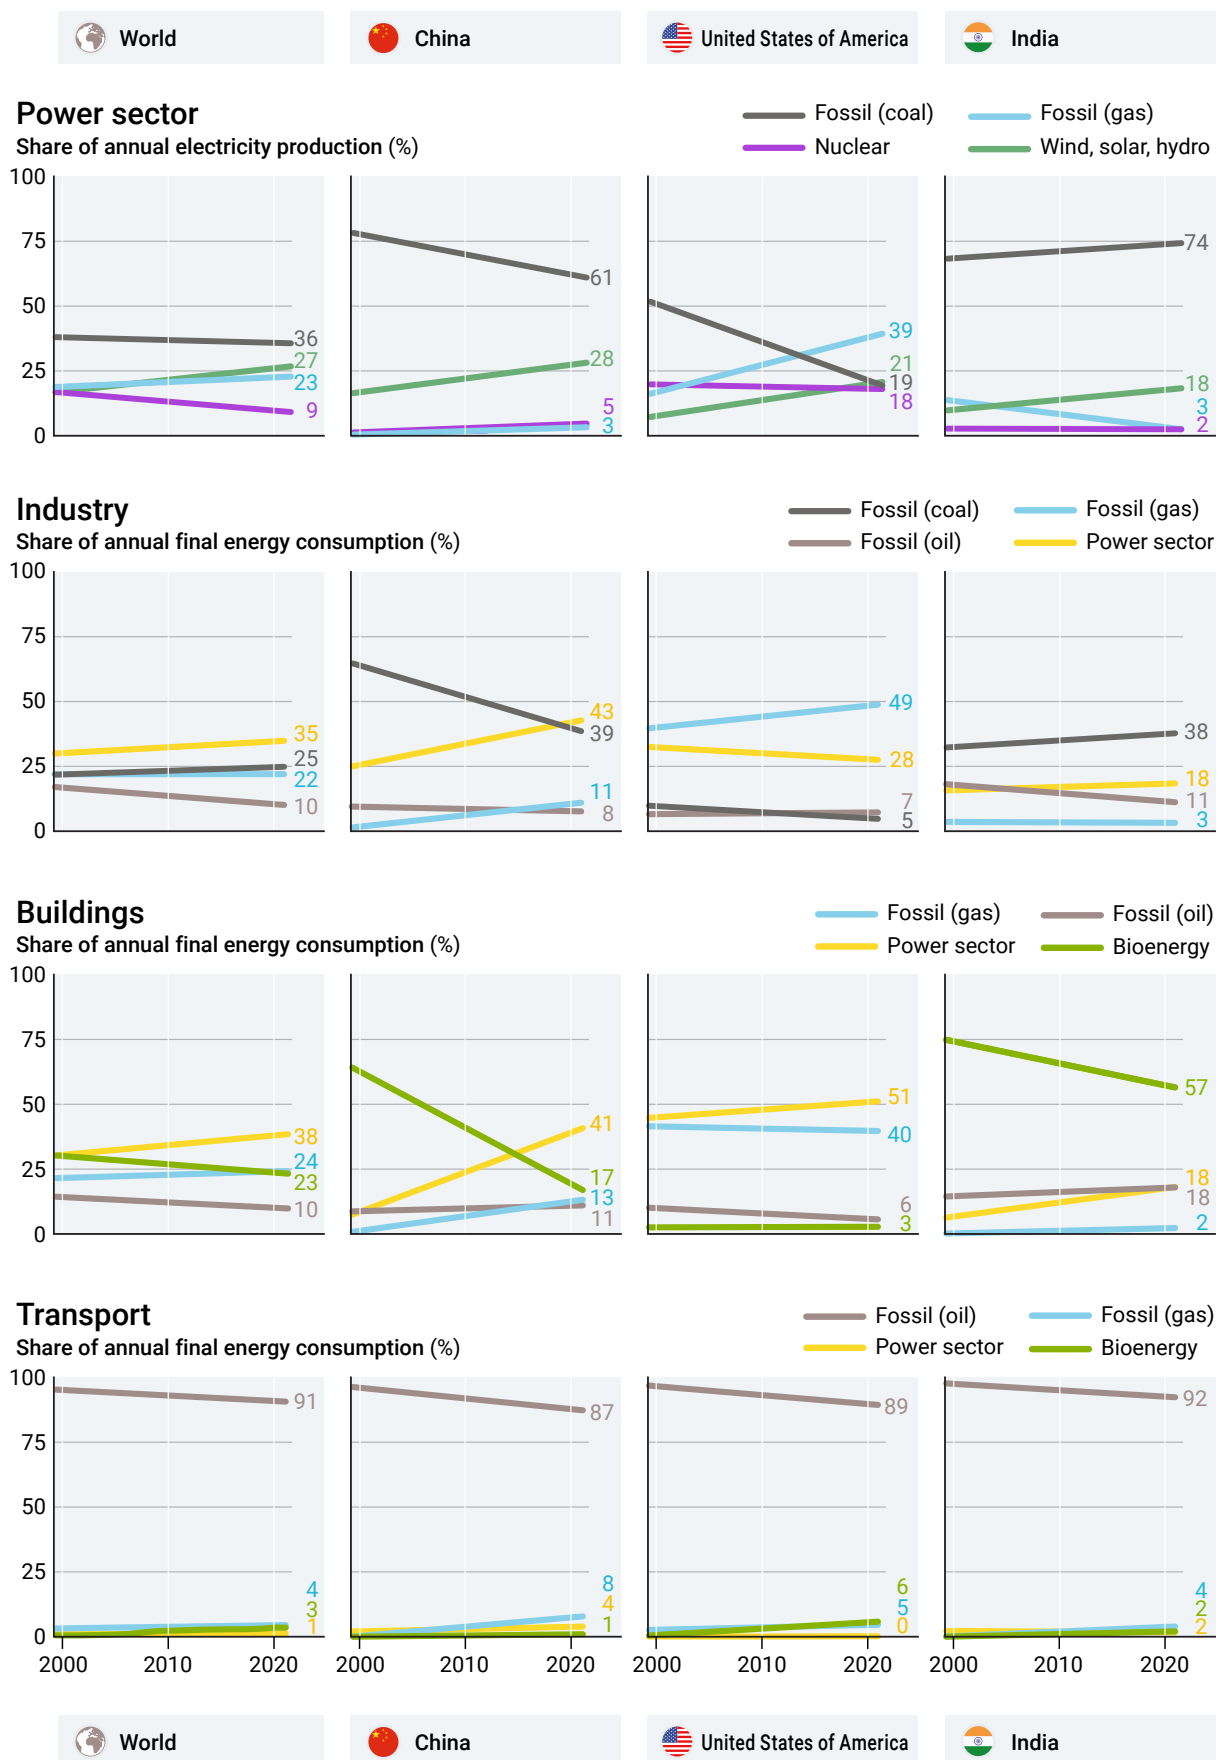 World
China
United States of America
India
Power sector
Share of annual electricity production (%)
Fossil (coal)
Fossil (gas)
Nuclear
Wind, solar, hydro
100
75
50
25
0
36
27
23
9
61
28
5
3
39
21
19
18
74
18
3
2
Industry
Share of annual final energy consumption (%)
Fossil (coal)
Fossil (gas)
Fossil (oil)
Power sector
100
75
50
25
0
35
25
22
10
43
39
11
8
49
28
7
5
38
18
11
3
Buildings
Share of annual final energy consumption (%)
Fossil (gas)
Fossil (oil)
Power sector
Bioenergy
100
75
50
25
0
38
24
23
10
41
17
13
11
51
40
6
3
57
18
18
2
Transport
Share of annual final energy consumption (%)
Fossil (oil)
Fossil (gas)
Power sector
Bioenergy
100
75
50
25
0
91
4
3
1
87
8
4
1
89
6
5
0
92
4
2
2
2000 2010 2020
2000 2010 2020
2000 2010 2020
2000 2010 2020
World
China
United States of America
India